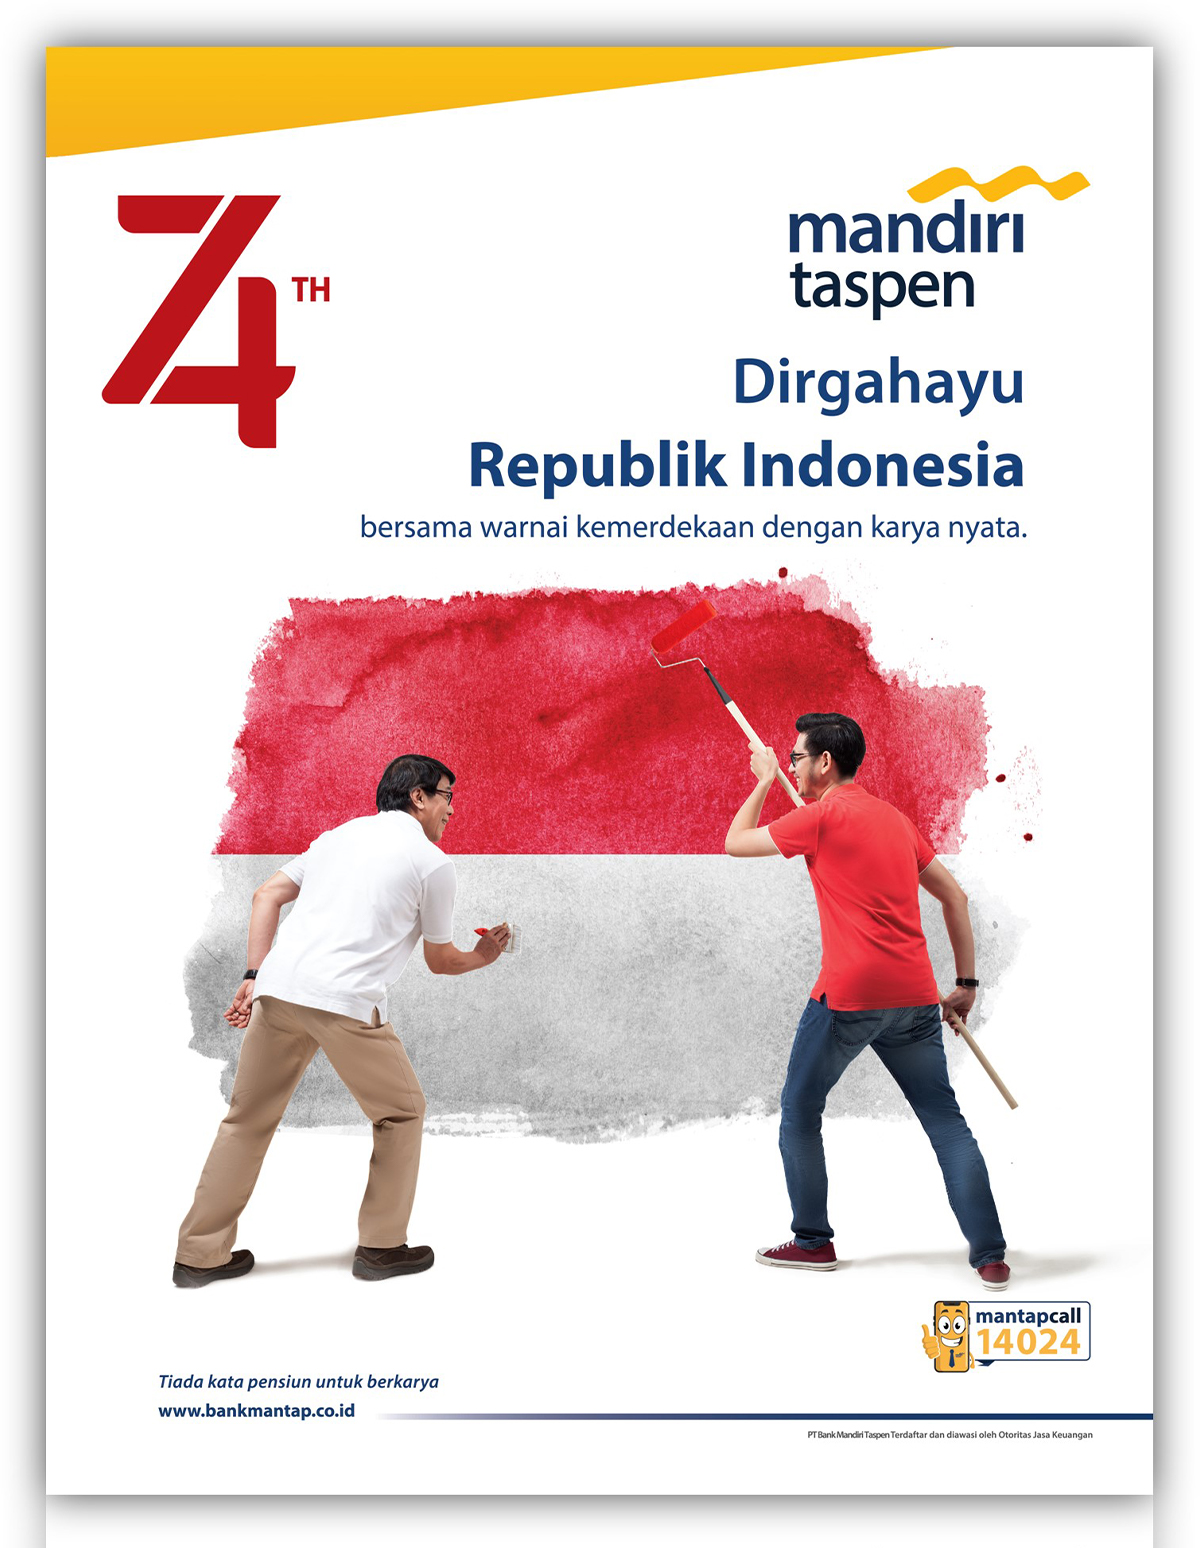 74TH
mandiri
taspen
Dirgahayu
Republik Indonesia
bersama warnai kemerdekaan dengan karya nyata.
mantapcall
14024
Tiada kata pensiun untuk berkarya
www.bankmantap.co.id
PT Bank Mandiri Taspen Terdaftar dan diawasi oleh Otoritas Jasa Keuangan